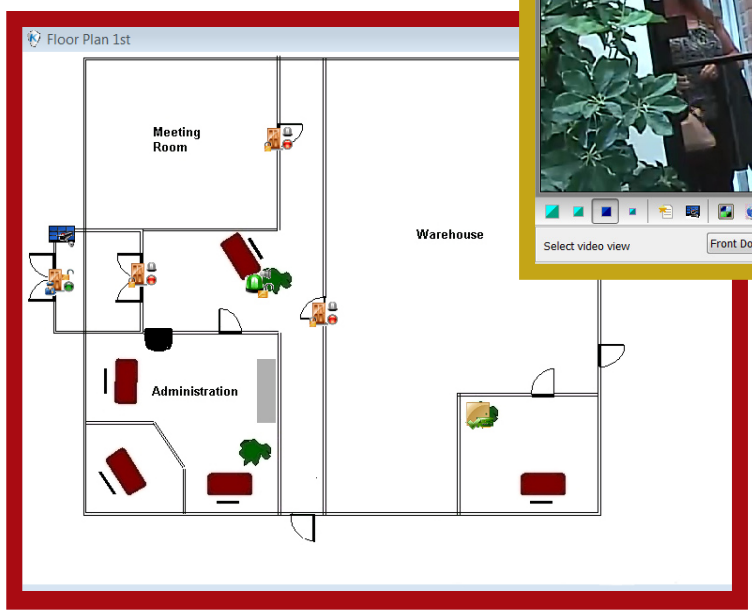 Floor Plan 1st
Meeting
Room
Warehouse
Select video view
Front Do
Administration